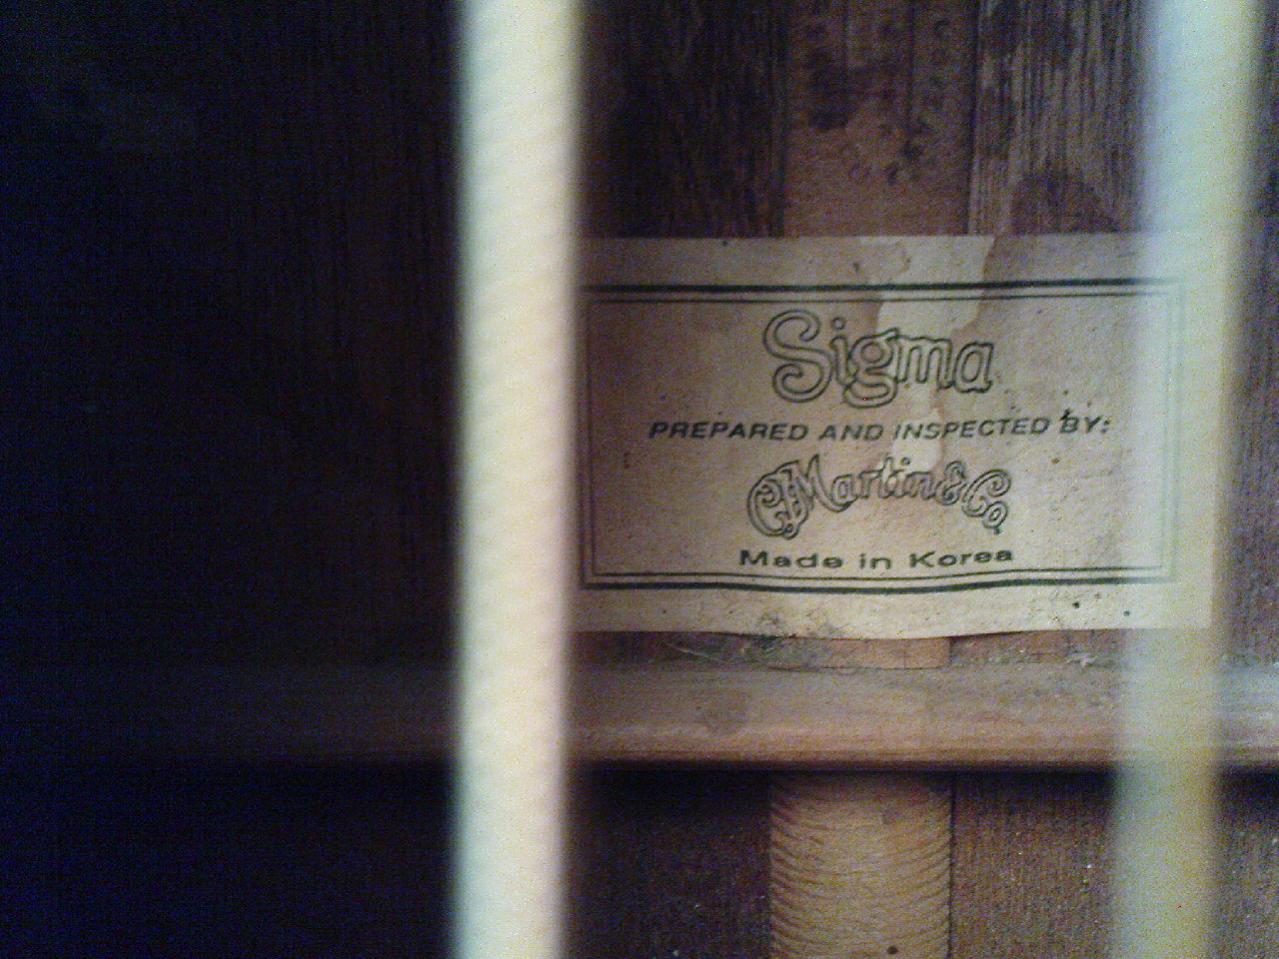 Sigma
PREPARED AND INSPECTED BY:
C.F. Martin & Co
Made in Korea